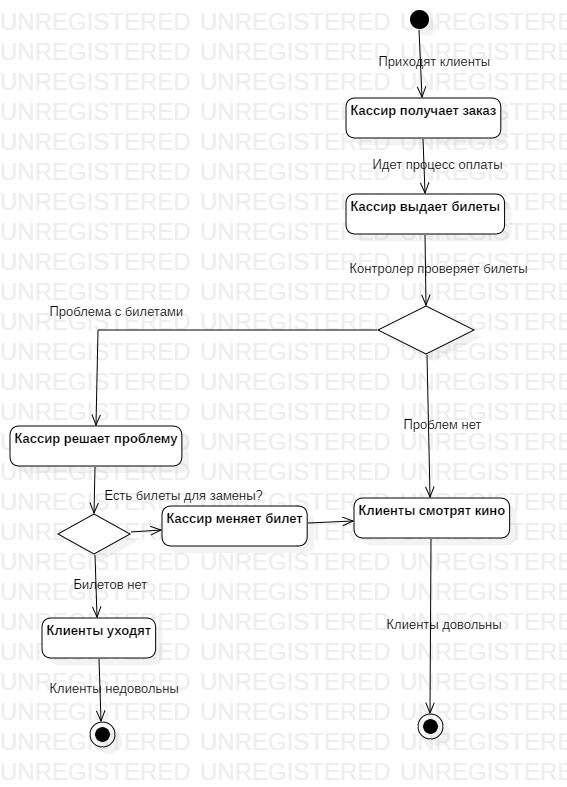 Приходят клиенты
Кассир получает заказ
Идет процесс оплаты
Кассир выдает билеты
Контролер проверяет билеты
Проблема с билетами
Проблем нет
Кассир решает проблему
Есть билеты для замены?
Кассир меняет билет
Клиенты смотрят кино
Билетов нет
Клиенты уходят
Клиенты довольны
Клиенты недовольны
UNREGISTERED UNREGISTERED UNREGISTERED